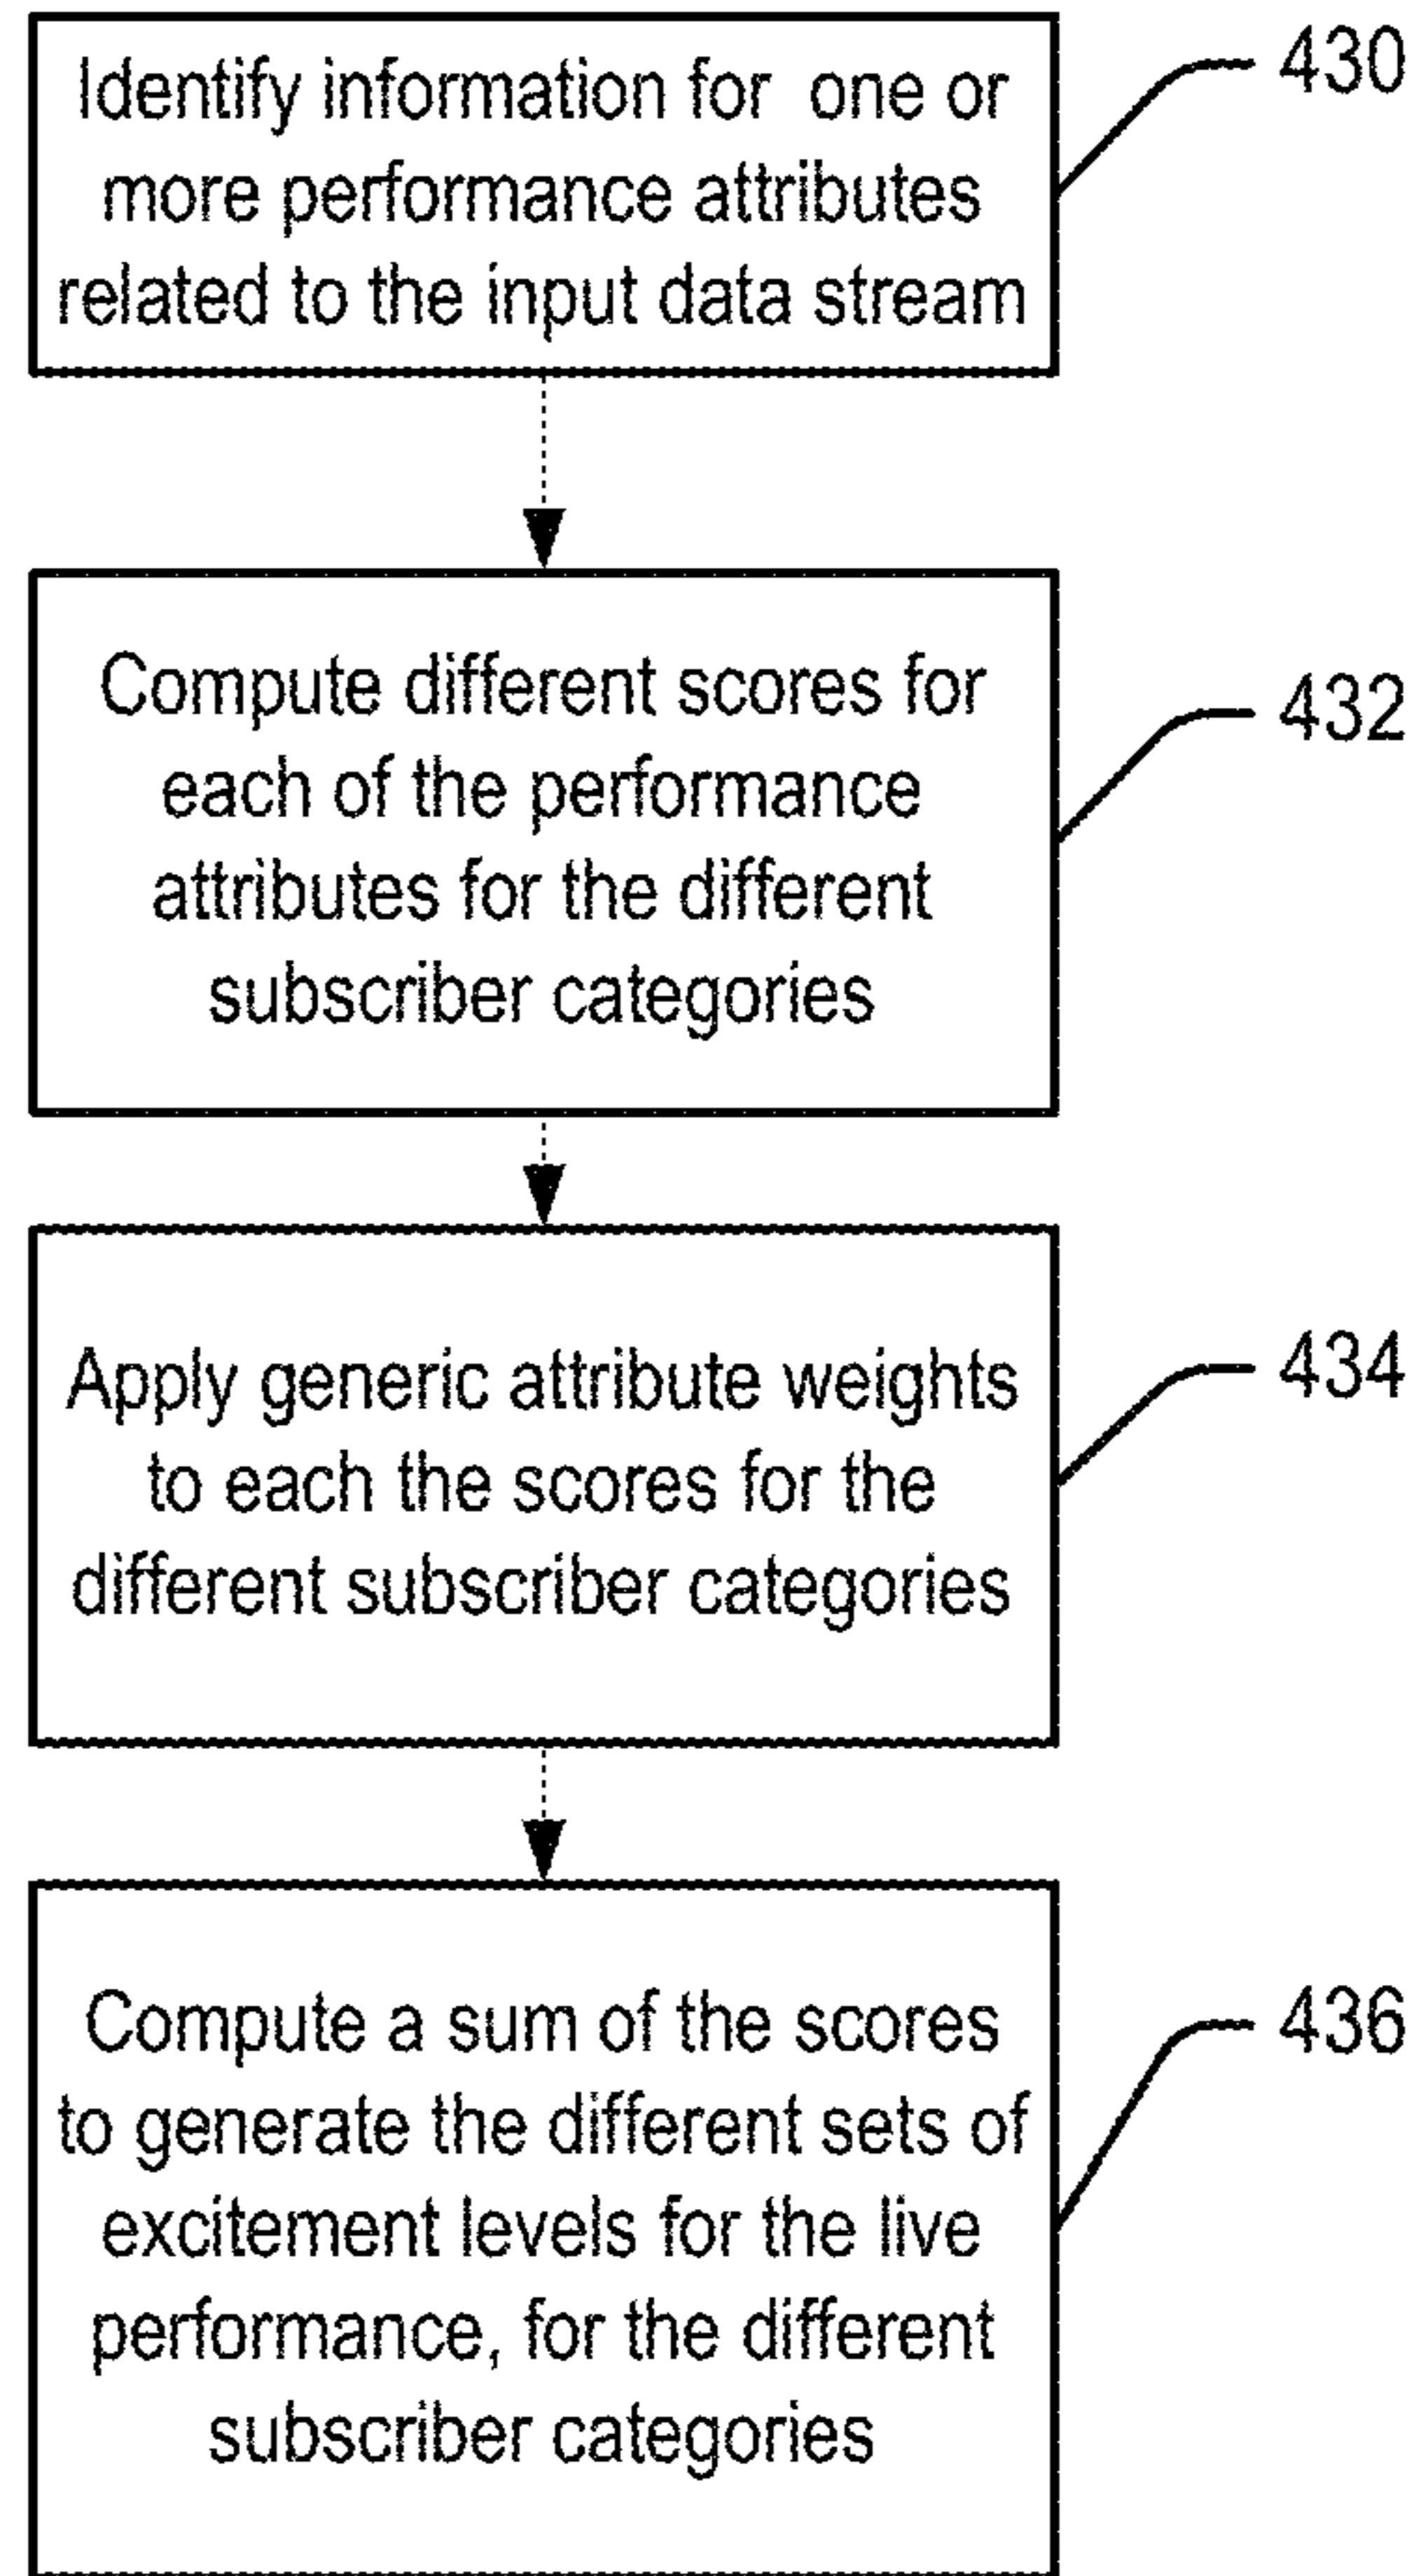 Identify information for one or
more performance attributes
related to the input data stream
430
Compute different scores for
each of the performance
attributes for the different
subscriber categories
432
Apply generic attribute weights
to each the scores for the
different subscriber categories
434
Compute a sum of the scores
to generate the different sets of
excitement levels for the live
performance, for the different
subscriber categories
436